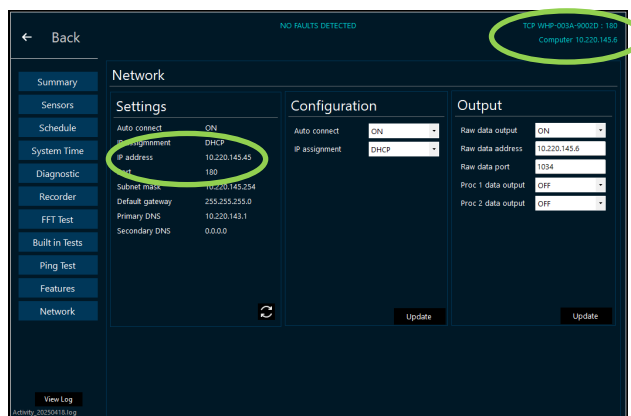 ← Back
NO FAULTS DETECTED
TCP WHP-003A-9002D : 180
Computer 10.220.145.6
Summary
Sensors
Schedule
System Time
Diagnostic
Recorder
FFT Test
Built in Tests
Ping Test
Features
Network
View Log
Activity_20250418.log
Network
Settings
Auto connect ON
IP assignment DHCP
IP address 10.220.145.45
Port 180
Subnet mask 10.220.145.254
Default gateway 255.255.255.0
Primary DNS 10.220.143.1
Secondary DNS 0.0.0.0
Configuration
Auto connect ON
IP assignment DHCP
Update
Output
Raw data output ON
Raw data address 10.220.145.6
Raw data port 1034
Proc 1 data output OFF
Proc 2 data output OFF
Update